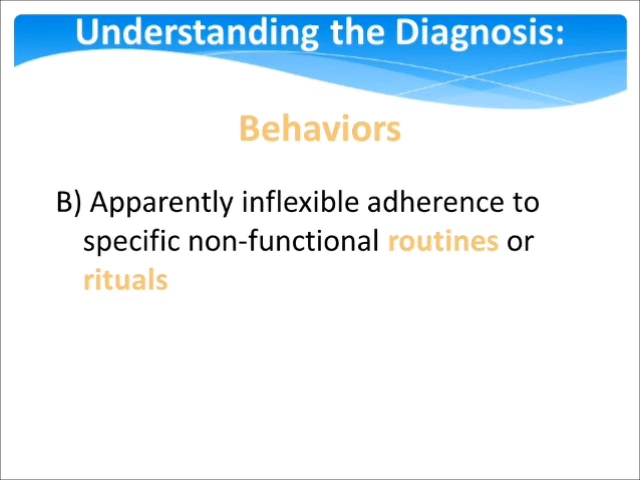 Understanding the Diagnosis:
Behaviors
B) Apparently inflexible adherence to
specific non-functional routines or
rituals